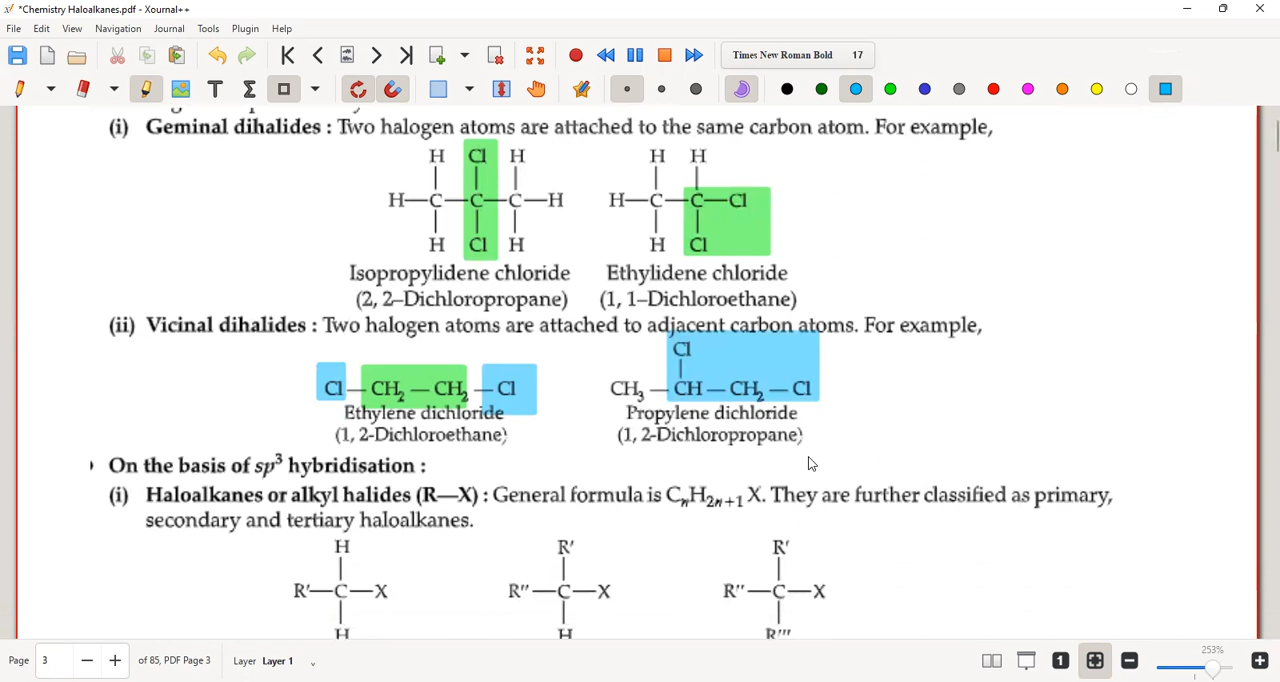 *Chemistry Haloalkanes.pdf - Xournal++
File Edit View Navigation Journal Tools Plugin Help
Times New Roman Bold 17
(i) Geminal dihalides : Two halogen atoms are attached to the same carbon atom. For example,
H Cl H H H
H—C—C—C—H H—C—C—Cl
H Cl H H Cl
Isopropylidene chloride Ethylidene chloride
(2, 2–Dichloropropane) (1, 1–Dichloroethane)
(ii) Vicinal dihalides : Two halogen atoms are attached to adjacent carbon atoms. For example,
Cl
Cl—CH₂—CH₂—Cl CH₃—CH—CH₂—Cl
Ethylene dichloride Propylene dichloride
(1, 2-Dichloroethane) (1, 2-Dichloropropane)
On the basis of sp³ hybridisation :
(i) Haloalkanes or alkyl halides (R—X) : General formula is CₙH₂ₙ₊₁ X. They are further classified as primary,
secondary and tertiary haloalkanes.
H R′ R′
R′—C—X R″—C—X R″—C—X
H H R‴
Page 3 of 85, PDF Page 3 Layer Layer 1 1 253%